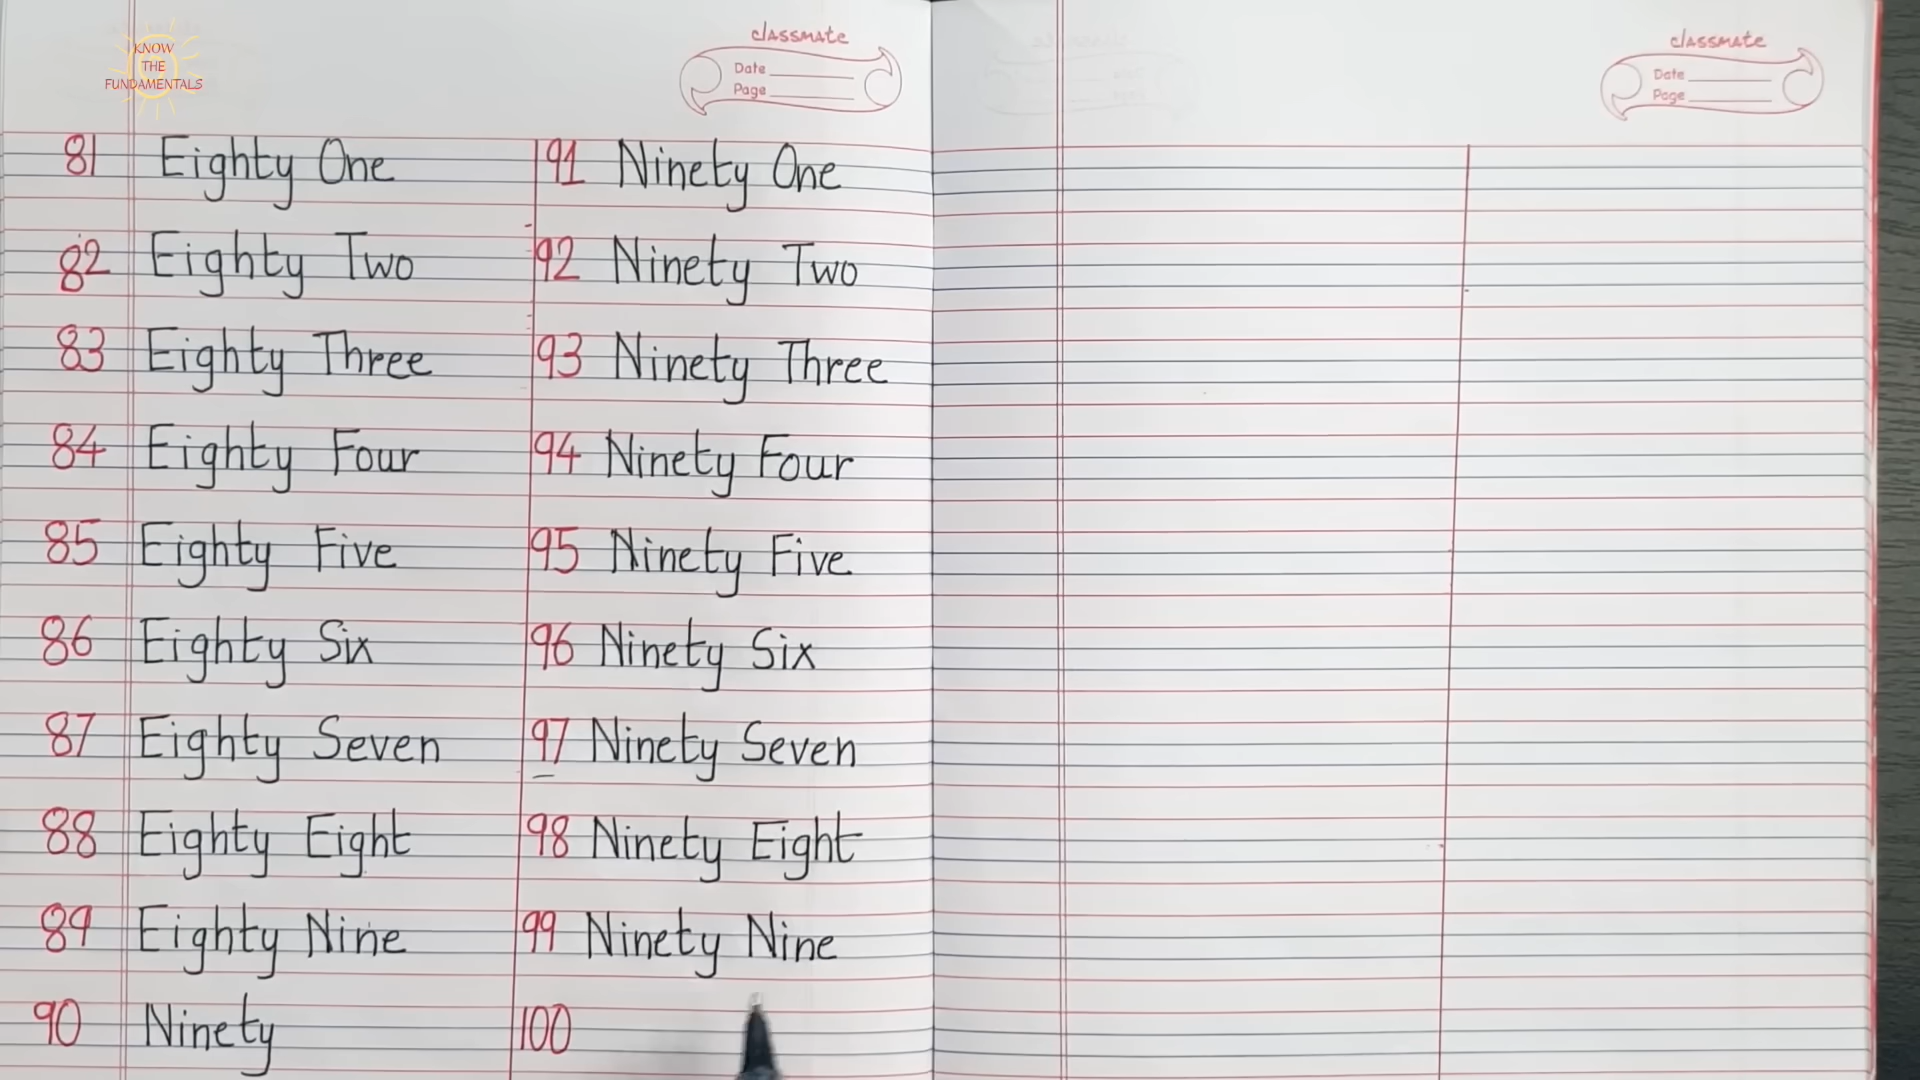 KNOW
THE
FUNDAMENTALS
classmate
Date
Page
classmate
Date
Page
81 Eighty One
82 Eighty Two
83 Eighty Three
84 Eighty Four
85 Eighty Five
86 Eighty Six
87 Eighty Seven
88 Eighty Eight
89 Eighty Nine
90 Ninety
91 Ninety One
92 Ninety Two
93 Ninety Three
94 Ninety Four
95 Ninety Five
96 Ninety Six
97 Ninety Seven
98 Ninety Eight
99 Ninety Nine
100